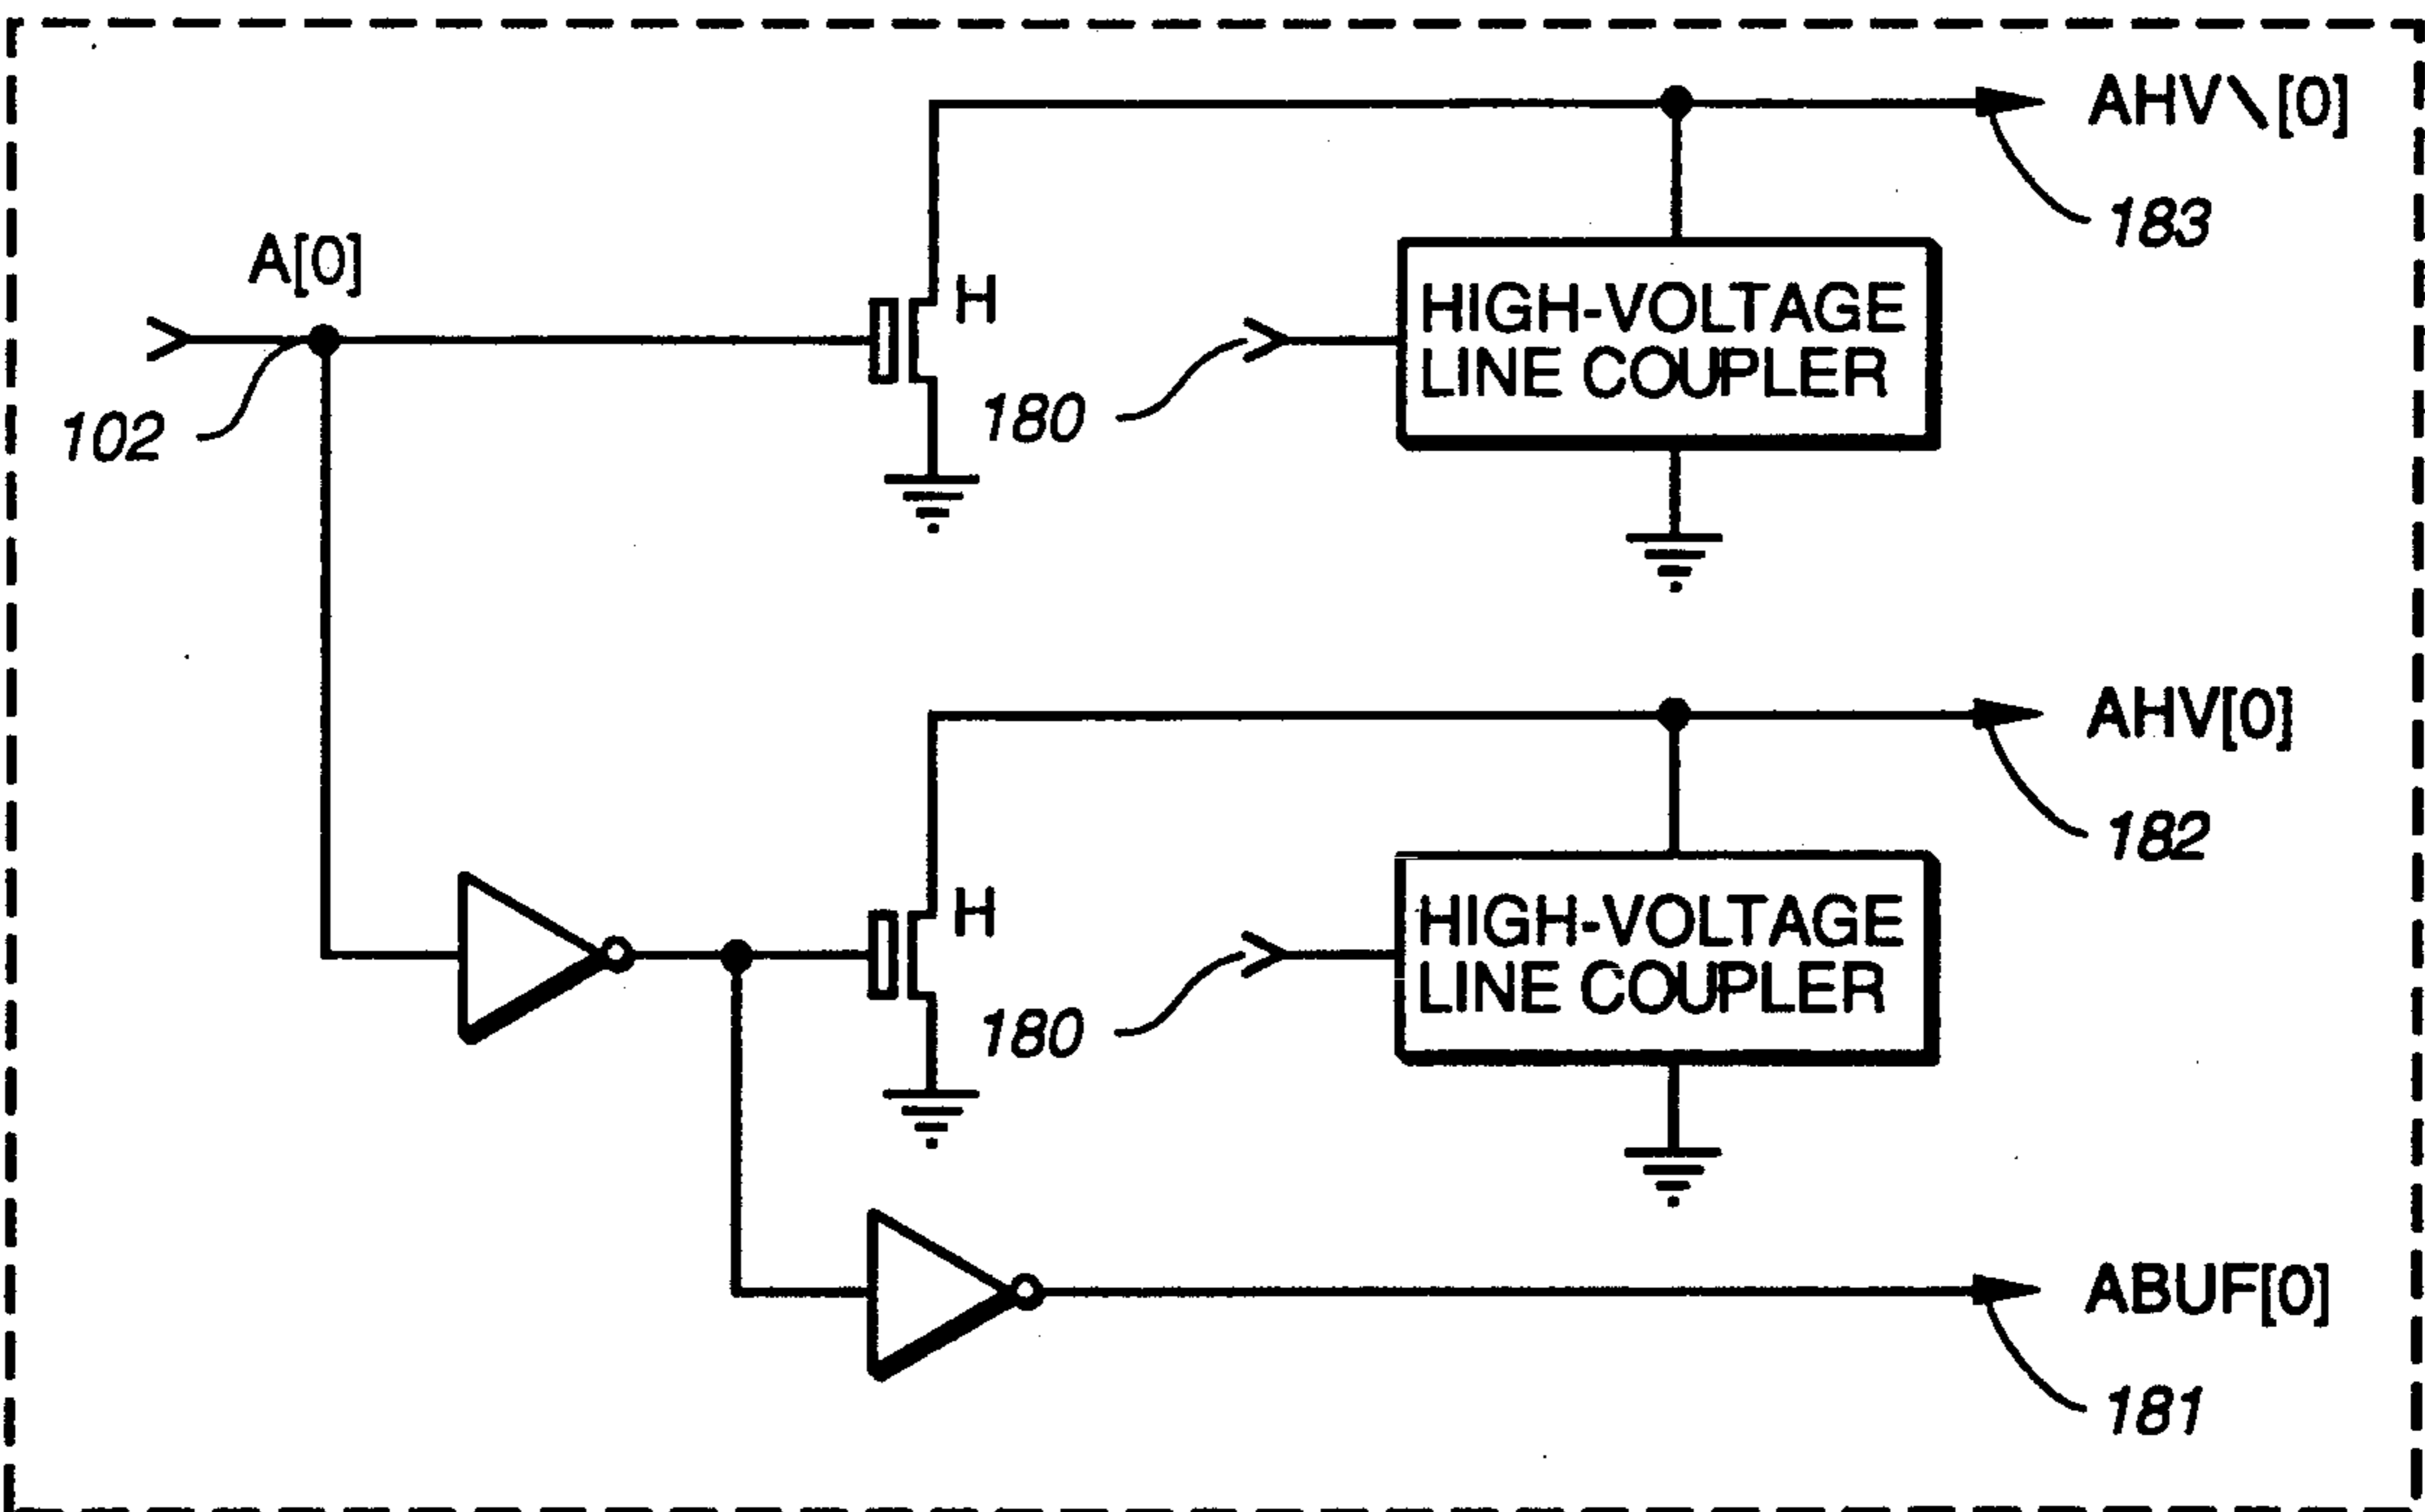 AHV\[0]
183
A[0]
H
HIGH-VOLTAGE
LINE COUPLER
180
102
AHV[0]
182
H
HIGH-VOLTAGE
LINE COUPLER
180
ABUF[0]
181